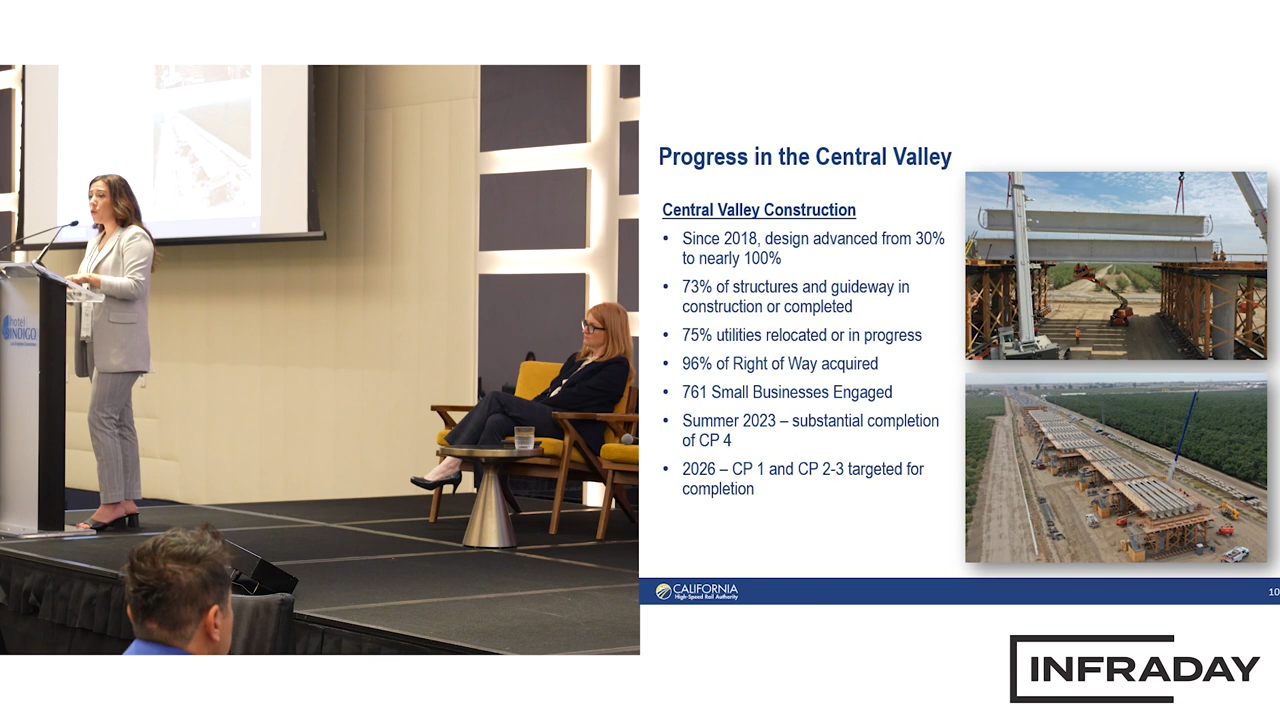 hotel
INDIGO
Progress in the Central Valley
Central Valley Construction
• Since 2018, design advanced from 30%
to nearly 100%
• 73% of structures and guideway in
construction or completed
• 75% utilities relocated or in progress
• 96% of Right of Way acquired
• 761 Small Businesses Engaged
• Summer 2023 – substantial completion
of CP 4
• 2026 – CP 1 and CP 2-3 targeted for
completion
CALIFORNIA
High-Speed Rail Authority
10
INFRADAY